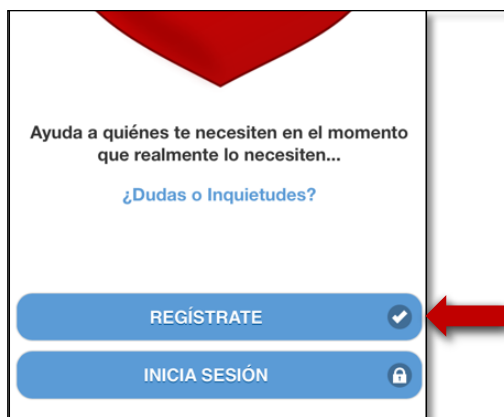 Ayuda a quiénes te necesiten en el momento
que realmente lo necesiten...
¿Dudas o Inquietudes?
REGÍSTRATE
INICIA SESIÓN